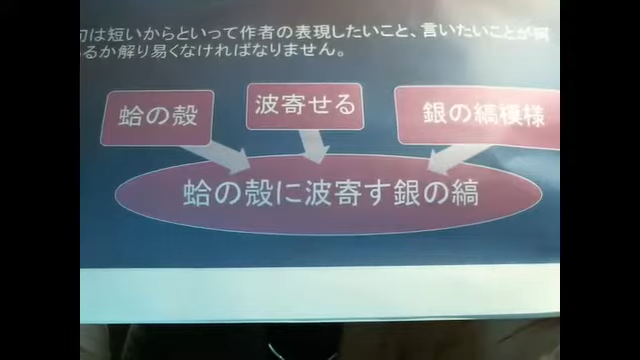 は短いからといって作者の表現したいこと、言いたいことが何
るか解り易くなければなりません。
蛤の殻
波寄せる
銀の縞模様
蛤の殻に波寄す銀の縞